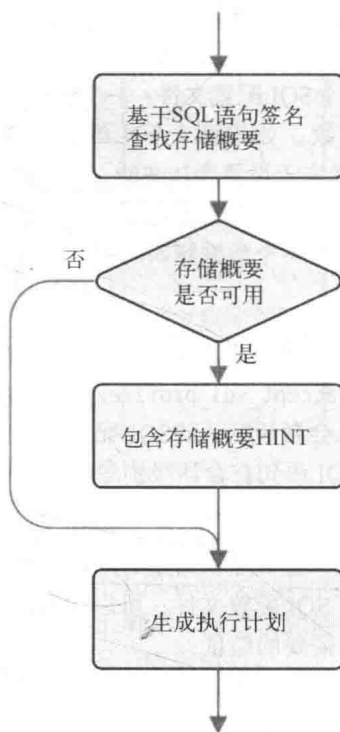 基于SQL语句签名
查找存储概要
存储概要
是否可用
否
是
包含存储概要HINT
生成执行计划